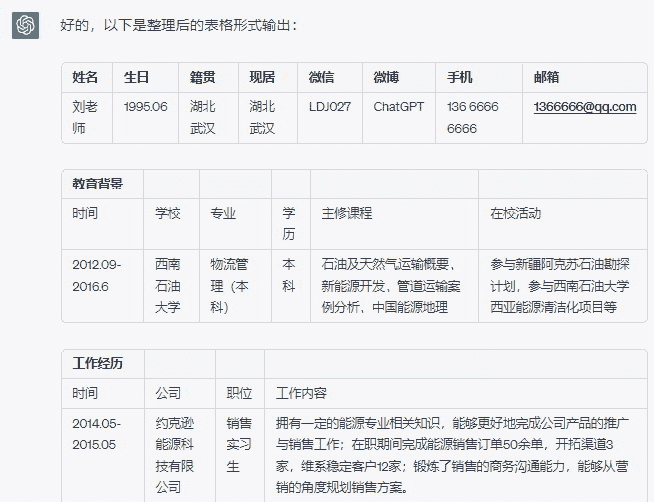 好的，以下是整理后的表格形式输出：
姓名 生日 籍贯 现居 微信 微博 手机 邮箱
刘老师 1995.06 湖北武汉 湖北武汉 LDJ027 ChatGPT 136 6666 6666 1366666@qq.com
教育背景
时间 学校 专业 学历 主修课程 在校活动
2012.09-2016.6 西南石油大学 物流管理（本科） 本科 石油及天然气运输概要、新能源开发、管道运输案例分析，中国能源地理 参与新疆阿克苏石油勘探计划，参与西南石油大学西亚能源清洁化项目等
工作经历
时间 公司 职位 工作内容
2014.05-2015.05 约克逊能源科技有限公司 销售实习生 拥有一定的能源专业相关知识，能够更好地完成公司产品的推广与销售工作；在职期间完成能源销售订单50余单，开拓渠道3家，维系稳定客户12家；锻炼了销售的商务沟通能力，能够从营销的角度规划销售方案。